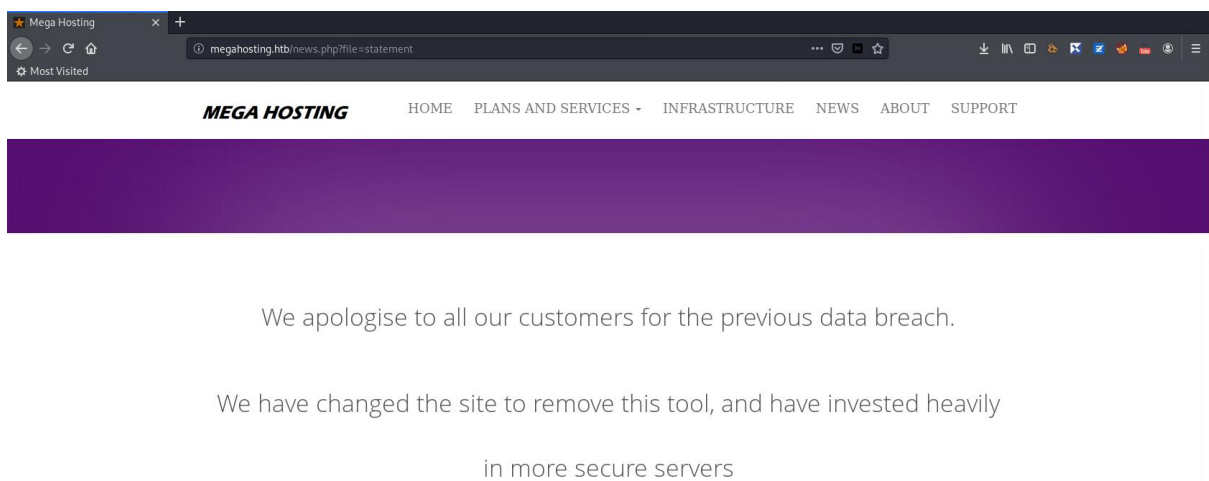 Mega Hosting
megahosting.htb/news.php?file=statement
Most Visited
MEGA HOSTING HOME PLANS AND SERVICES INFRASTRUCTURE NEWS ABOUT SUPPORT
We apologise to all our customers for the previous data breach.
We have changed the site to remove this tool, and have invested heavily
in more secure servers